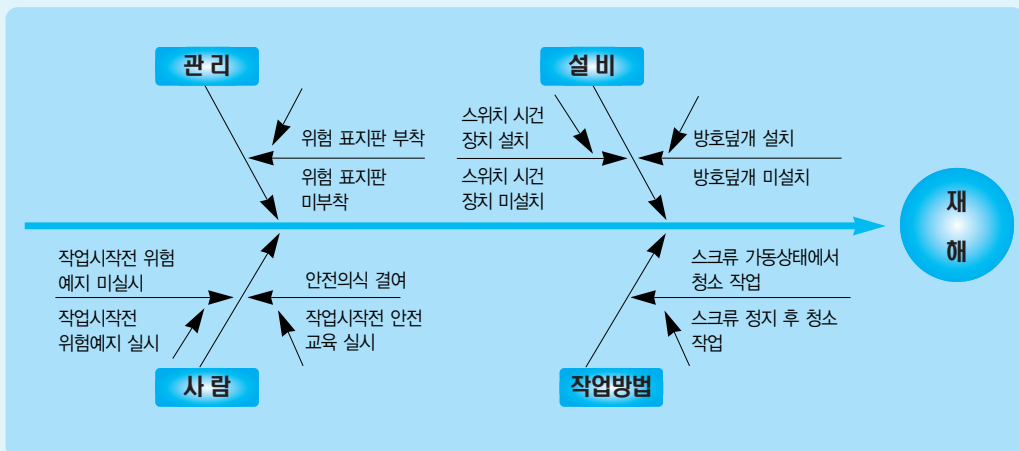 관 리
설 비
위험 표지판 부착
위험 표지판
미부착
스위치 시건
장치 설치
스위치 시건
장치 미설치
방호덮개 설치
방호덮개 미설치
재
해
작업시작전 위험
예지 미실시
작업시작전
위험예지 실시
안전의식 결여
작업시작전 안전
교육 실시
스크류 가동상태에서
청소 작업
스크류 정지 후 청소
작업
사 람
작업방법